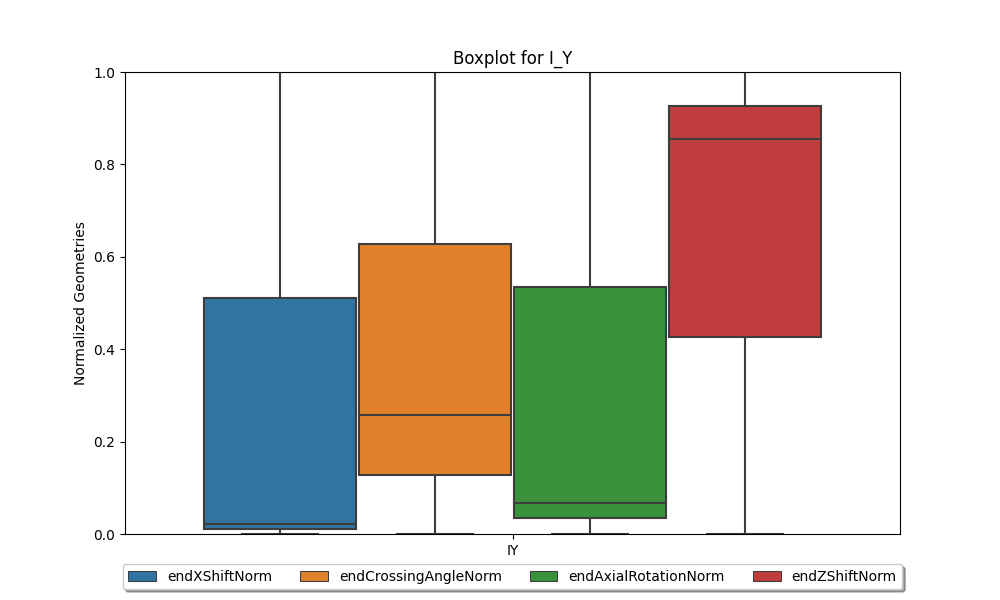 Boxplot for I_Y
1.0
0.8
0.6
0.4
0.2
0.0
Normalized Geometries
IY
endXShiftNorm endCrossingAngleNorm endAxialRotationNorm endZShiftNorm